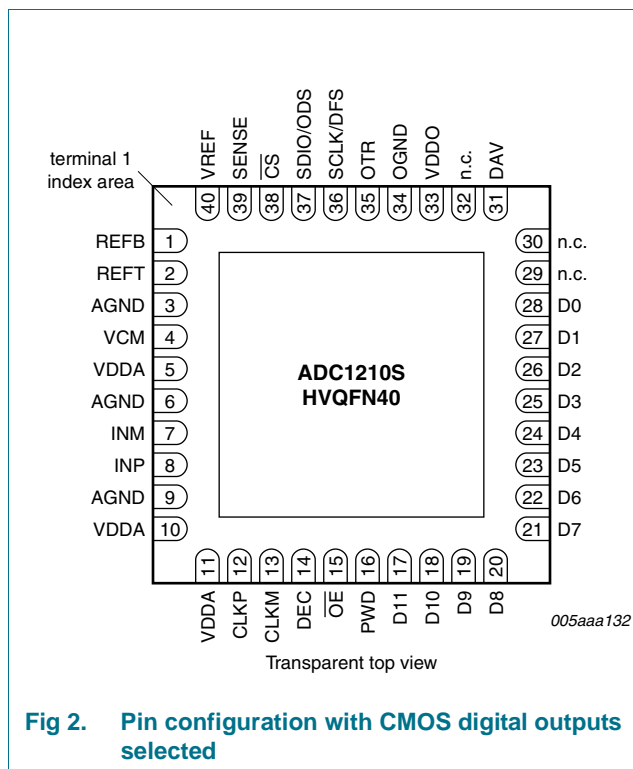 terminal 1
index area
VREF
SENSE
C̅S̅
SDIO/ODS
SCLK/DFS
OTR
OGND
VDDO
n.c.
DAV
40 39 38 37 36 35 34 33 32 31
REFB 1
REFT 2
AGND 3
VCM 4
VDDA 5
AGND 6
INM 7
INP 8
AGND 9
VDDA 10
ADC1210S
HVQFN40
30 n.c.
29 n.c.
28 D0
27 D1
26 D2
25 D3
24 D4
23 D5
22 D6
21 D7
11 12 13 14 15 16 17 18 19 20
VDDA
CLKP
CLKM
DEC
O̅E̅
PWD
D11
D10
D9
D8
005aaa132
Transparent top view
Fig 2. Pin configuration with CMOS digital outputs
selected